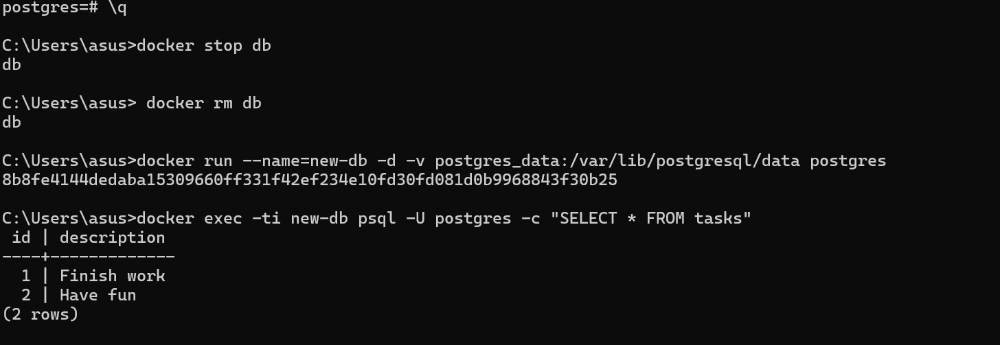 postgres=# \q
C:\Users\asus>docker stop db
db
C:\Users\asus> docker rm db
db
C:\Users\asus>docker run --name=new-db -d -v postgres_data:/var/lib/postgresql/data postgres
8b8fe4144dedaba15309660ff331f42ef234e10fd30fd081d0b9968843f30b25
C:\Users\asus>docker exec -ti new-db psql -U postgres -c "SELECT * FROM tasks"
 id | description
----+-------------
  1 | Finish work
  2 | Have fun
(2 rows)